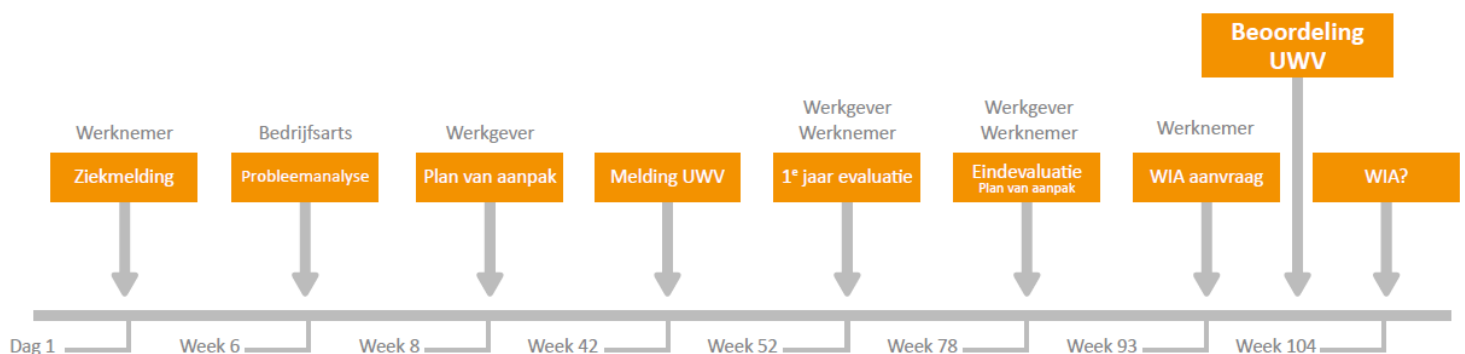 Beoordeling
UWV
Werkgever
Werknemer
Werkgever
Werknemer
Werknemer
Bedrijfsarts
Werkgever
Werknemer
Ziekmelding
Probleemanalyse
Plan van aanpak
Melding UWV
1e jaar evaluatie
Eindevaluatie
Plan van aanpak
WIA aanvraag
WIA?
Dag 1
Week 6
Week 8
Week 42
Week 52
Week 78
Week 93
Week 104